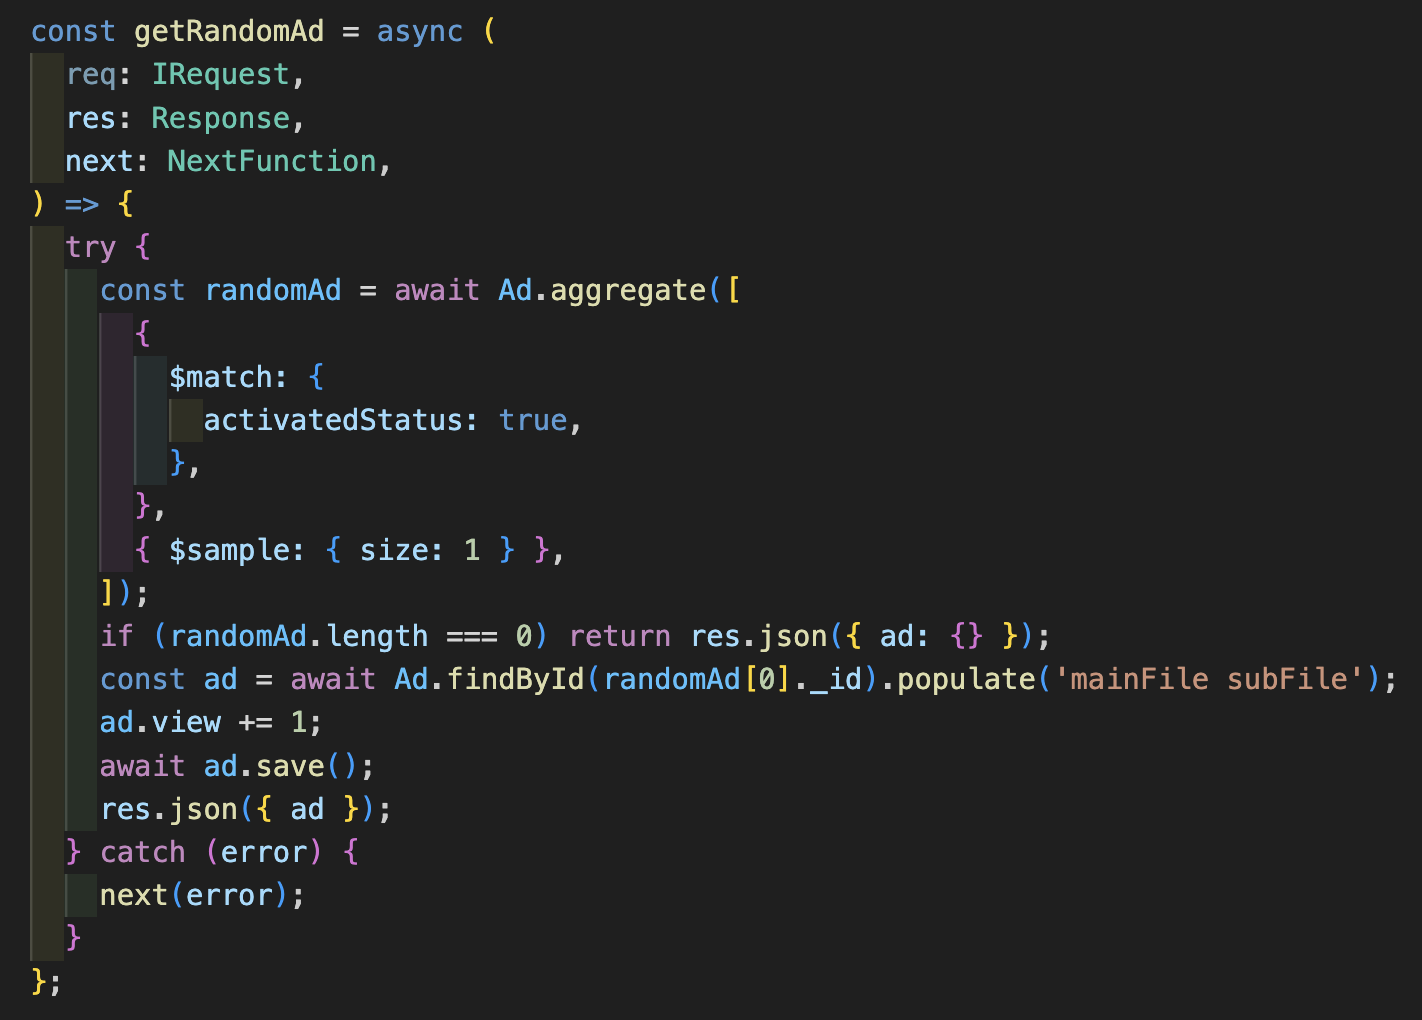 const getRandomAd = async (
  req: IRequest,
  res: Response,
  next: NextFunction,
) => {
  try {
    const randomAd = await Ad.aggregate([
      {
        $match: {
          activatedStatus: true,
        },
      },
      { $sample: { size: 1 } },
    ]);
    if (randomAd.length === 0) return res.json({ ad: {} });
    const ad = await Ad.findById(randomAd[0]._id).populate('mainFile subFile');
    ad.view += 1;
    await ad.save();
    res.json({ ad });
  } catch (error) {
    next(error);
  }
};